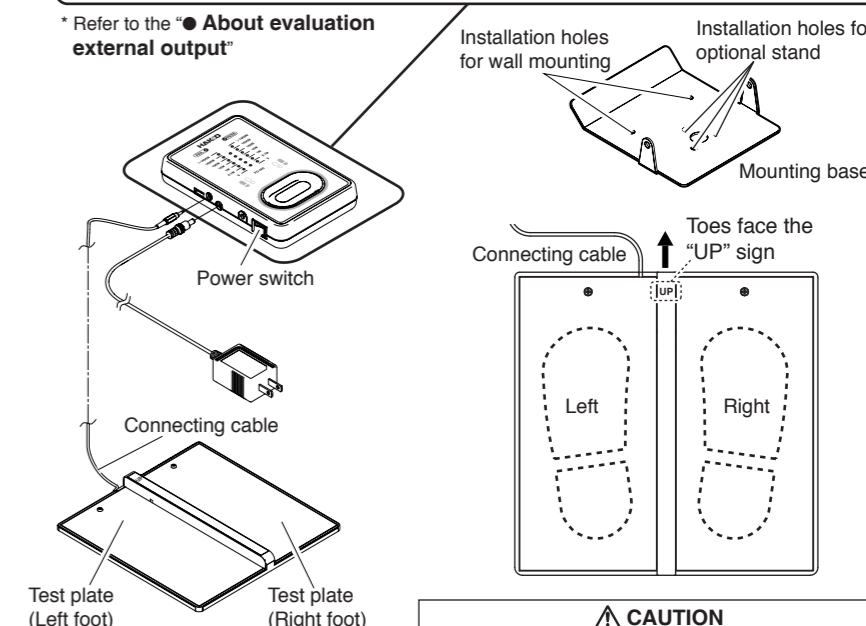 * Refer to the “● About evaluation
external output”
Installation holes
for wall mounting
Installation holes fo
optional stand
Mounting base
HAKKO
Power switch
Connecting cable
Test plate
(Left foot)
Test plate
(Right foot)
Connecting cable
Toes face the
“UP” sign
UP
Left
Right
⚠ CAUTION